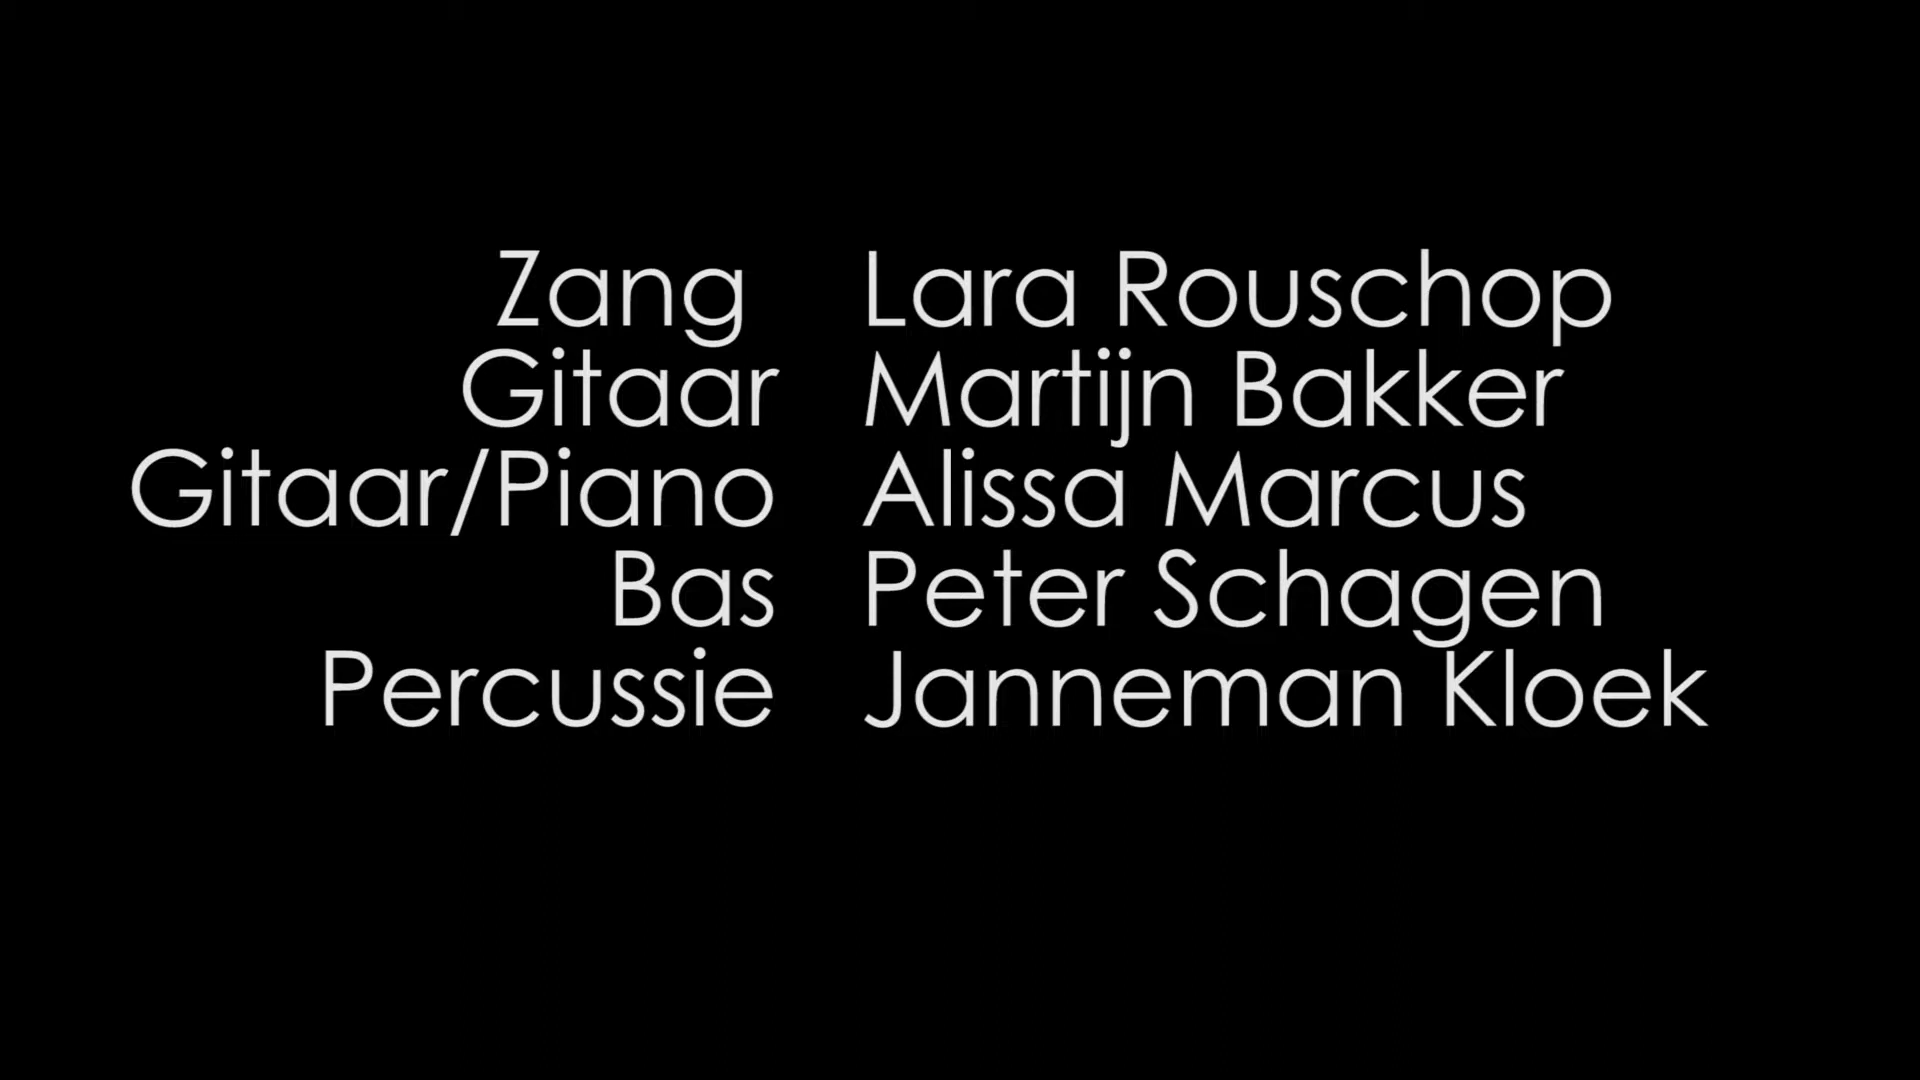 Zang Lara Rouschop
Gitaar Martijn Bakker
Gitaar/Piano Alissa Marcus
Bas Peter Schagen
Percussie Janneman Kloek